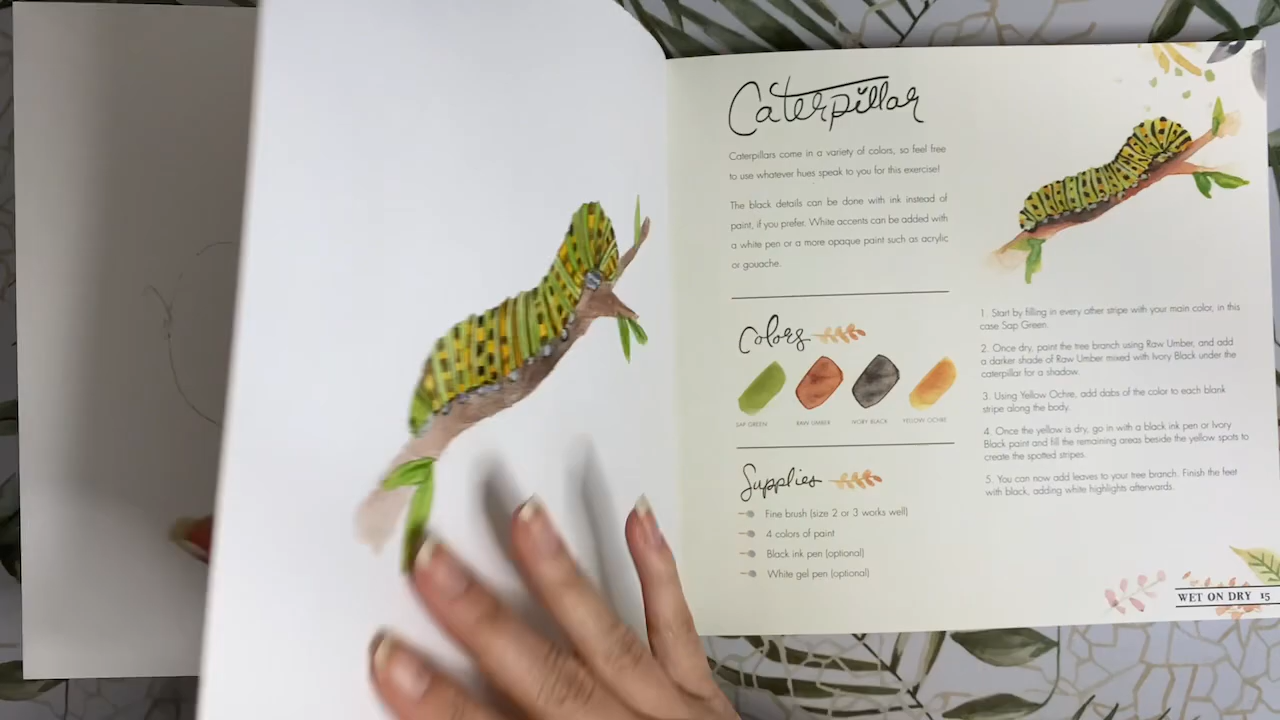 Caterpillar
Caterpillars come in a variety of colors, so feel free
to use whatever hues speak to you for this exercise!
The black details can be done with ink instead of
paint, if you prefer. White accents can be added with
a white pen or a more opaque paint such as acrylic
or gouache.
Colors
SAP GREEN RAW UMBER IVORY BLACK YELLOW OCHRE
Supplies
Fine brush (size 2 or 3 works well)
4 colors of paint
Black ink pen (optional)
White gel pen (optional)
1. Start by filling in every other stripe with your main color, in this
case Sap Green.
2. Once dry, paint the tree branch using Raw Umber, and add
a darker shade of Raw Umber mixed with Ivory Black under the
caterpillar for a shadow.
3. Using Yellow Ochre, add dabs of the color to each blank
stripe along the body.
4. Once the yellow is dry, go in with a black ink pen or Ivory
Black paint and fill the remaining areas beside the yellow spots to
create the spotted stripes.
5. You can now add leaves to your tree branch. Finish the feet
with black, adding white highlights afterwards.
WET ON DRY 15